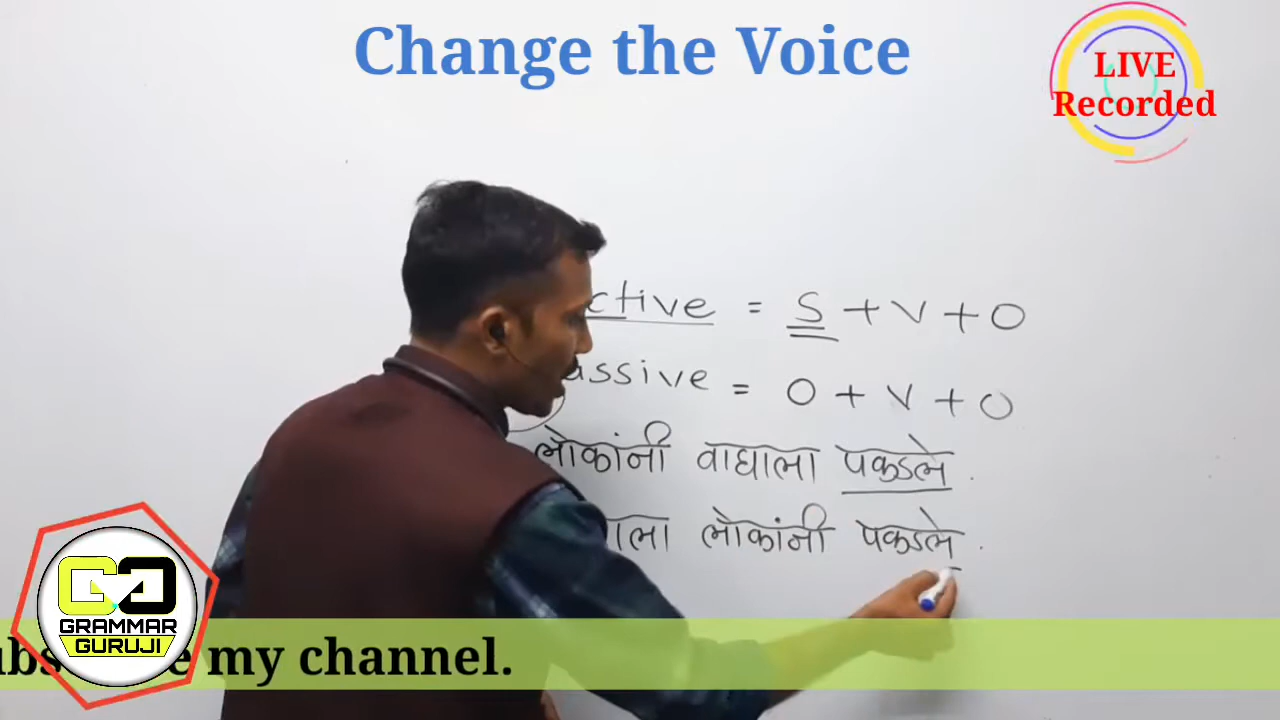 Change the Voice
LIVE
Recorded
ctive = S + V + O
assive = O + V + O
लोकांनी वाघाला पकडले .
ाला लोकांनी पकडले .
my channel.
GRAMMAR
GURUJI